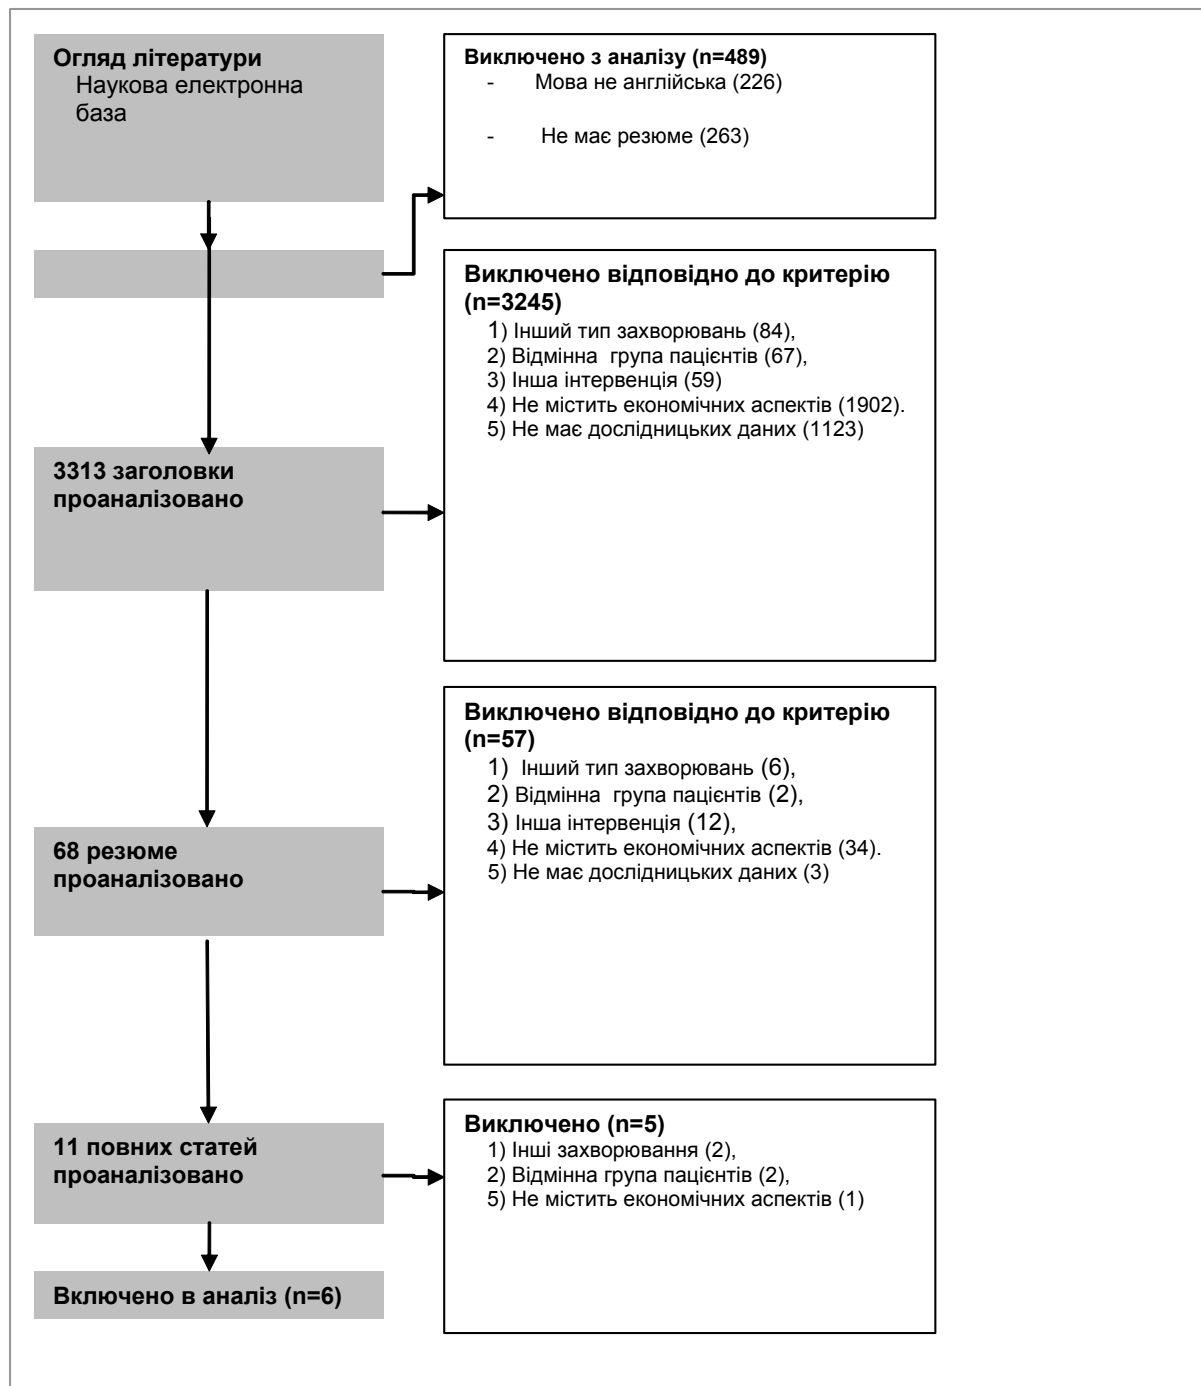 Огляд літератури
Наукова електронна
база
Виключено з аналізу (n=489)
- Мова не англійська (226)
- Не має резюме (263)
Виключено відповідно до критерію
(n=3245)
1) Інший тип захворювань (84),
2) Відмінна група пацієнтів (67),
3) Інша інтервенція (59)
4) Не містить економічних аспектів (1902).
5) Не має дослідницьких даних (1123)
3313 заголовки
проаналізовано
Виключено відповідно до критерію
(n=57)
1) Інший тип захворювань (6),
2) Відмінна група пацієнтів (2),
3) Інша інтервенція (12),
4) Не містить економічних аспектів (34).
5) Не має дослідницьких даних (3)
68 резюме
проаналізовано
Виключено (n=5)
1) Інші захворювання (2),
2) Відмінна група пацієнтів (2),
5) Не містить економічних аспектів (1)
11 повних статей
проаналізовано
Включено в аналіз (n=6)